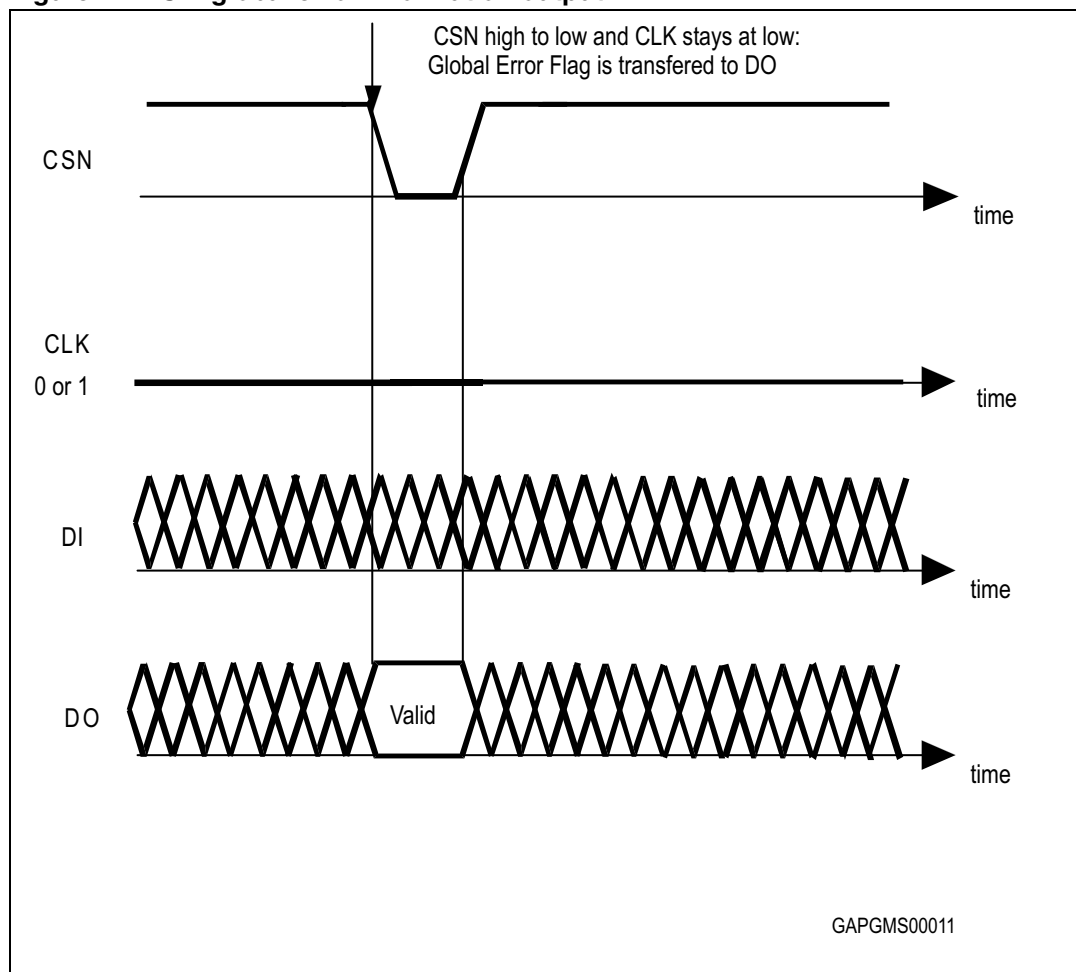 CSN high to low and CLK stays at low:
Global Error Flag is transfered to DO
CSN
time
CLK
0 or 1
time
DI
time
DO
Valid
time
GAPGMS00011